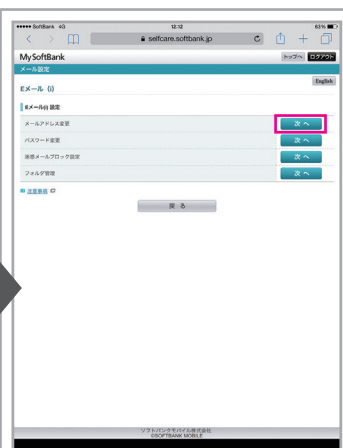 ●●●●● SoftBank 4G 12:12 63%
selfcare.softbank.jp
My SoftBank トップへ ログアウト
メール設定
English
Eメール (i)
Eメール(i) 設定
メールアドレス変更 次 へ
パスワード変更 次 へ
迷惑メールブロック設定 次 へ
フォルダ管理 次 へ
注意事項
戻 る
ソフトバンクモバイル株式会社
©SOFTBANK MOBILE